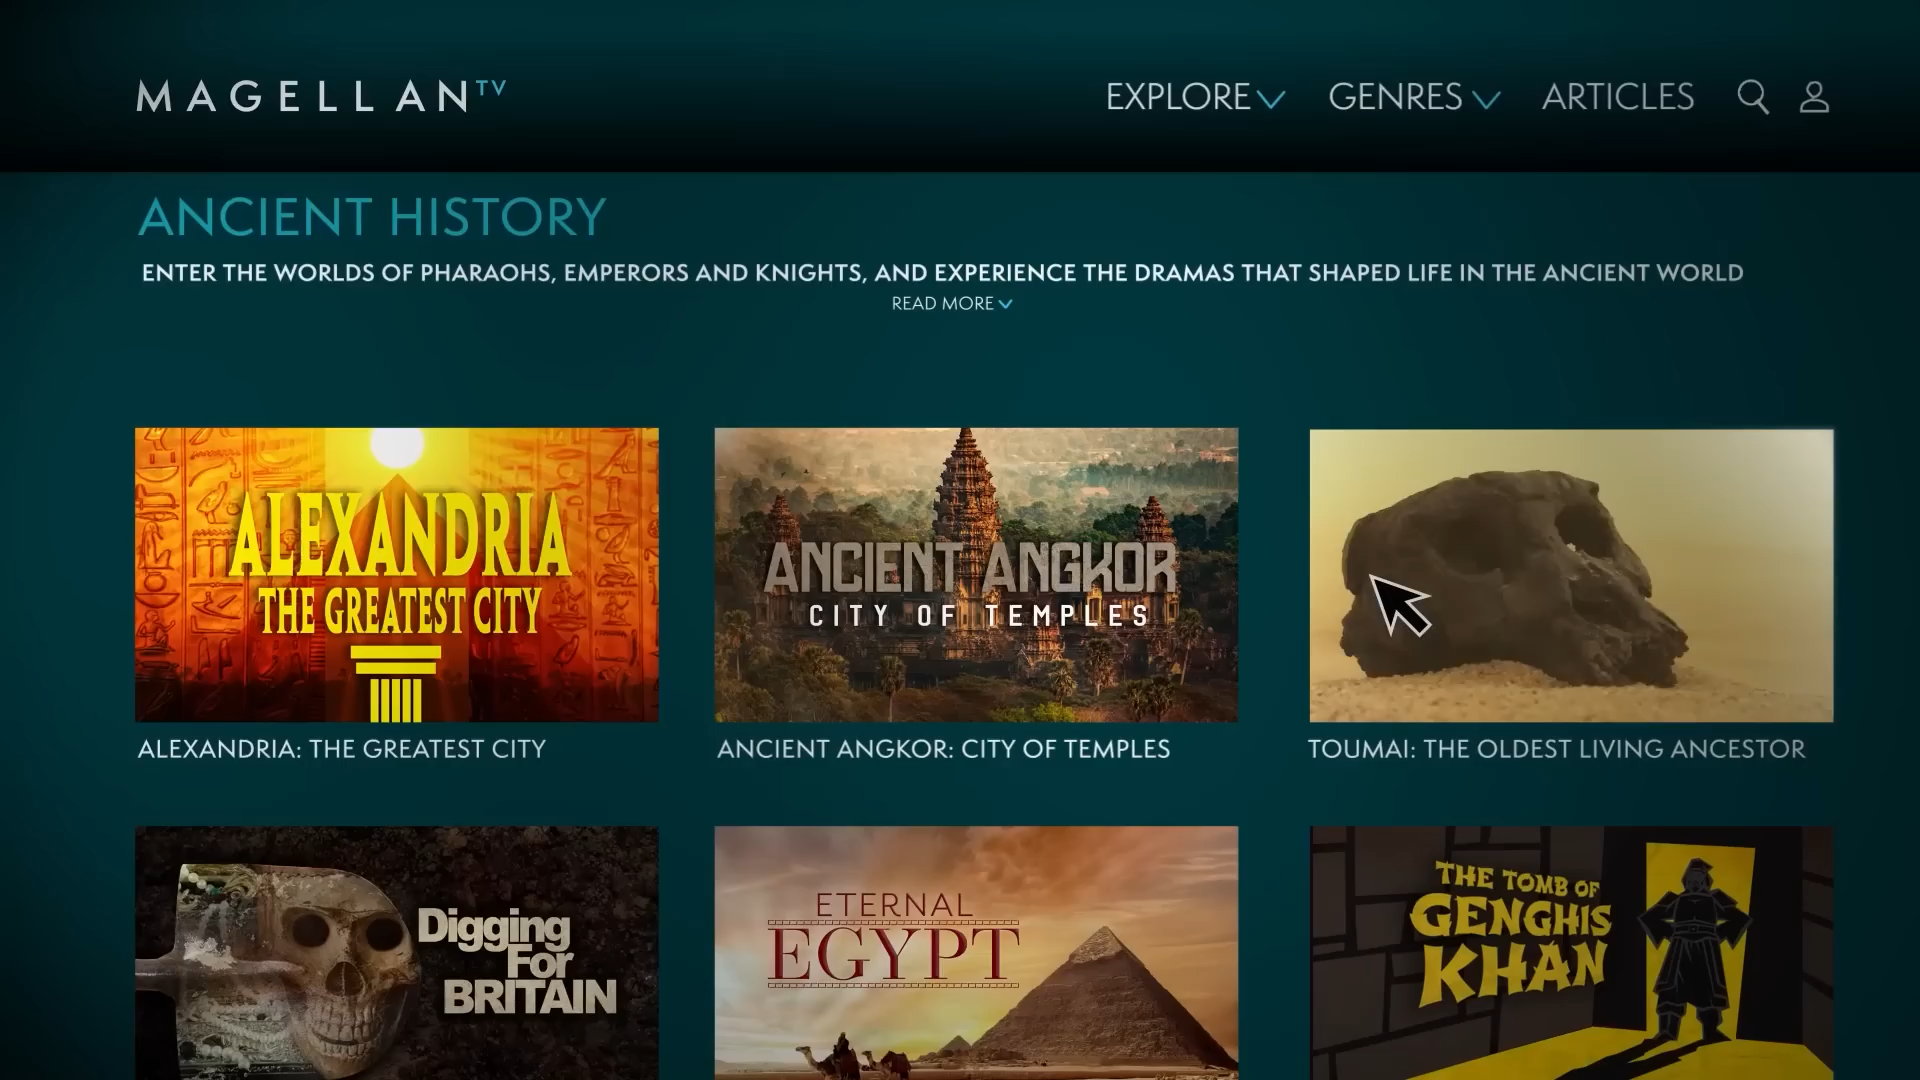 MAGELLAN TV
EXPLORE GENRES ARTICLES
ANCIENT HISTORY
ENTER THE WORLDS OF PHARAOHS, EMPERORS AND KNIGHTS, AND EXPERIENCE THE DRAMAS THAT SHAPED LIFE IN THE ANCIENT WORLD
READ MORE
ALEXANDRIA
THE GREATEST CITY
ALEXANDRIA: THE GREATEST CITY
ANCIENT ANGKOR
CITY OF TEMPLES
ANCIENT ANGKOR: CITY OF TEMPLES
TOUMAI: THE OLDEST LIVING ANCESTOR
Digging
For
BRITAIN
ETERNAL
EGYPT
THE TOMB OF
GENGHIS
KHAN